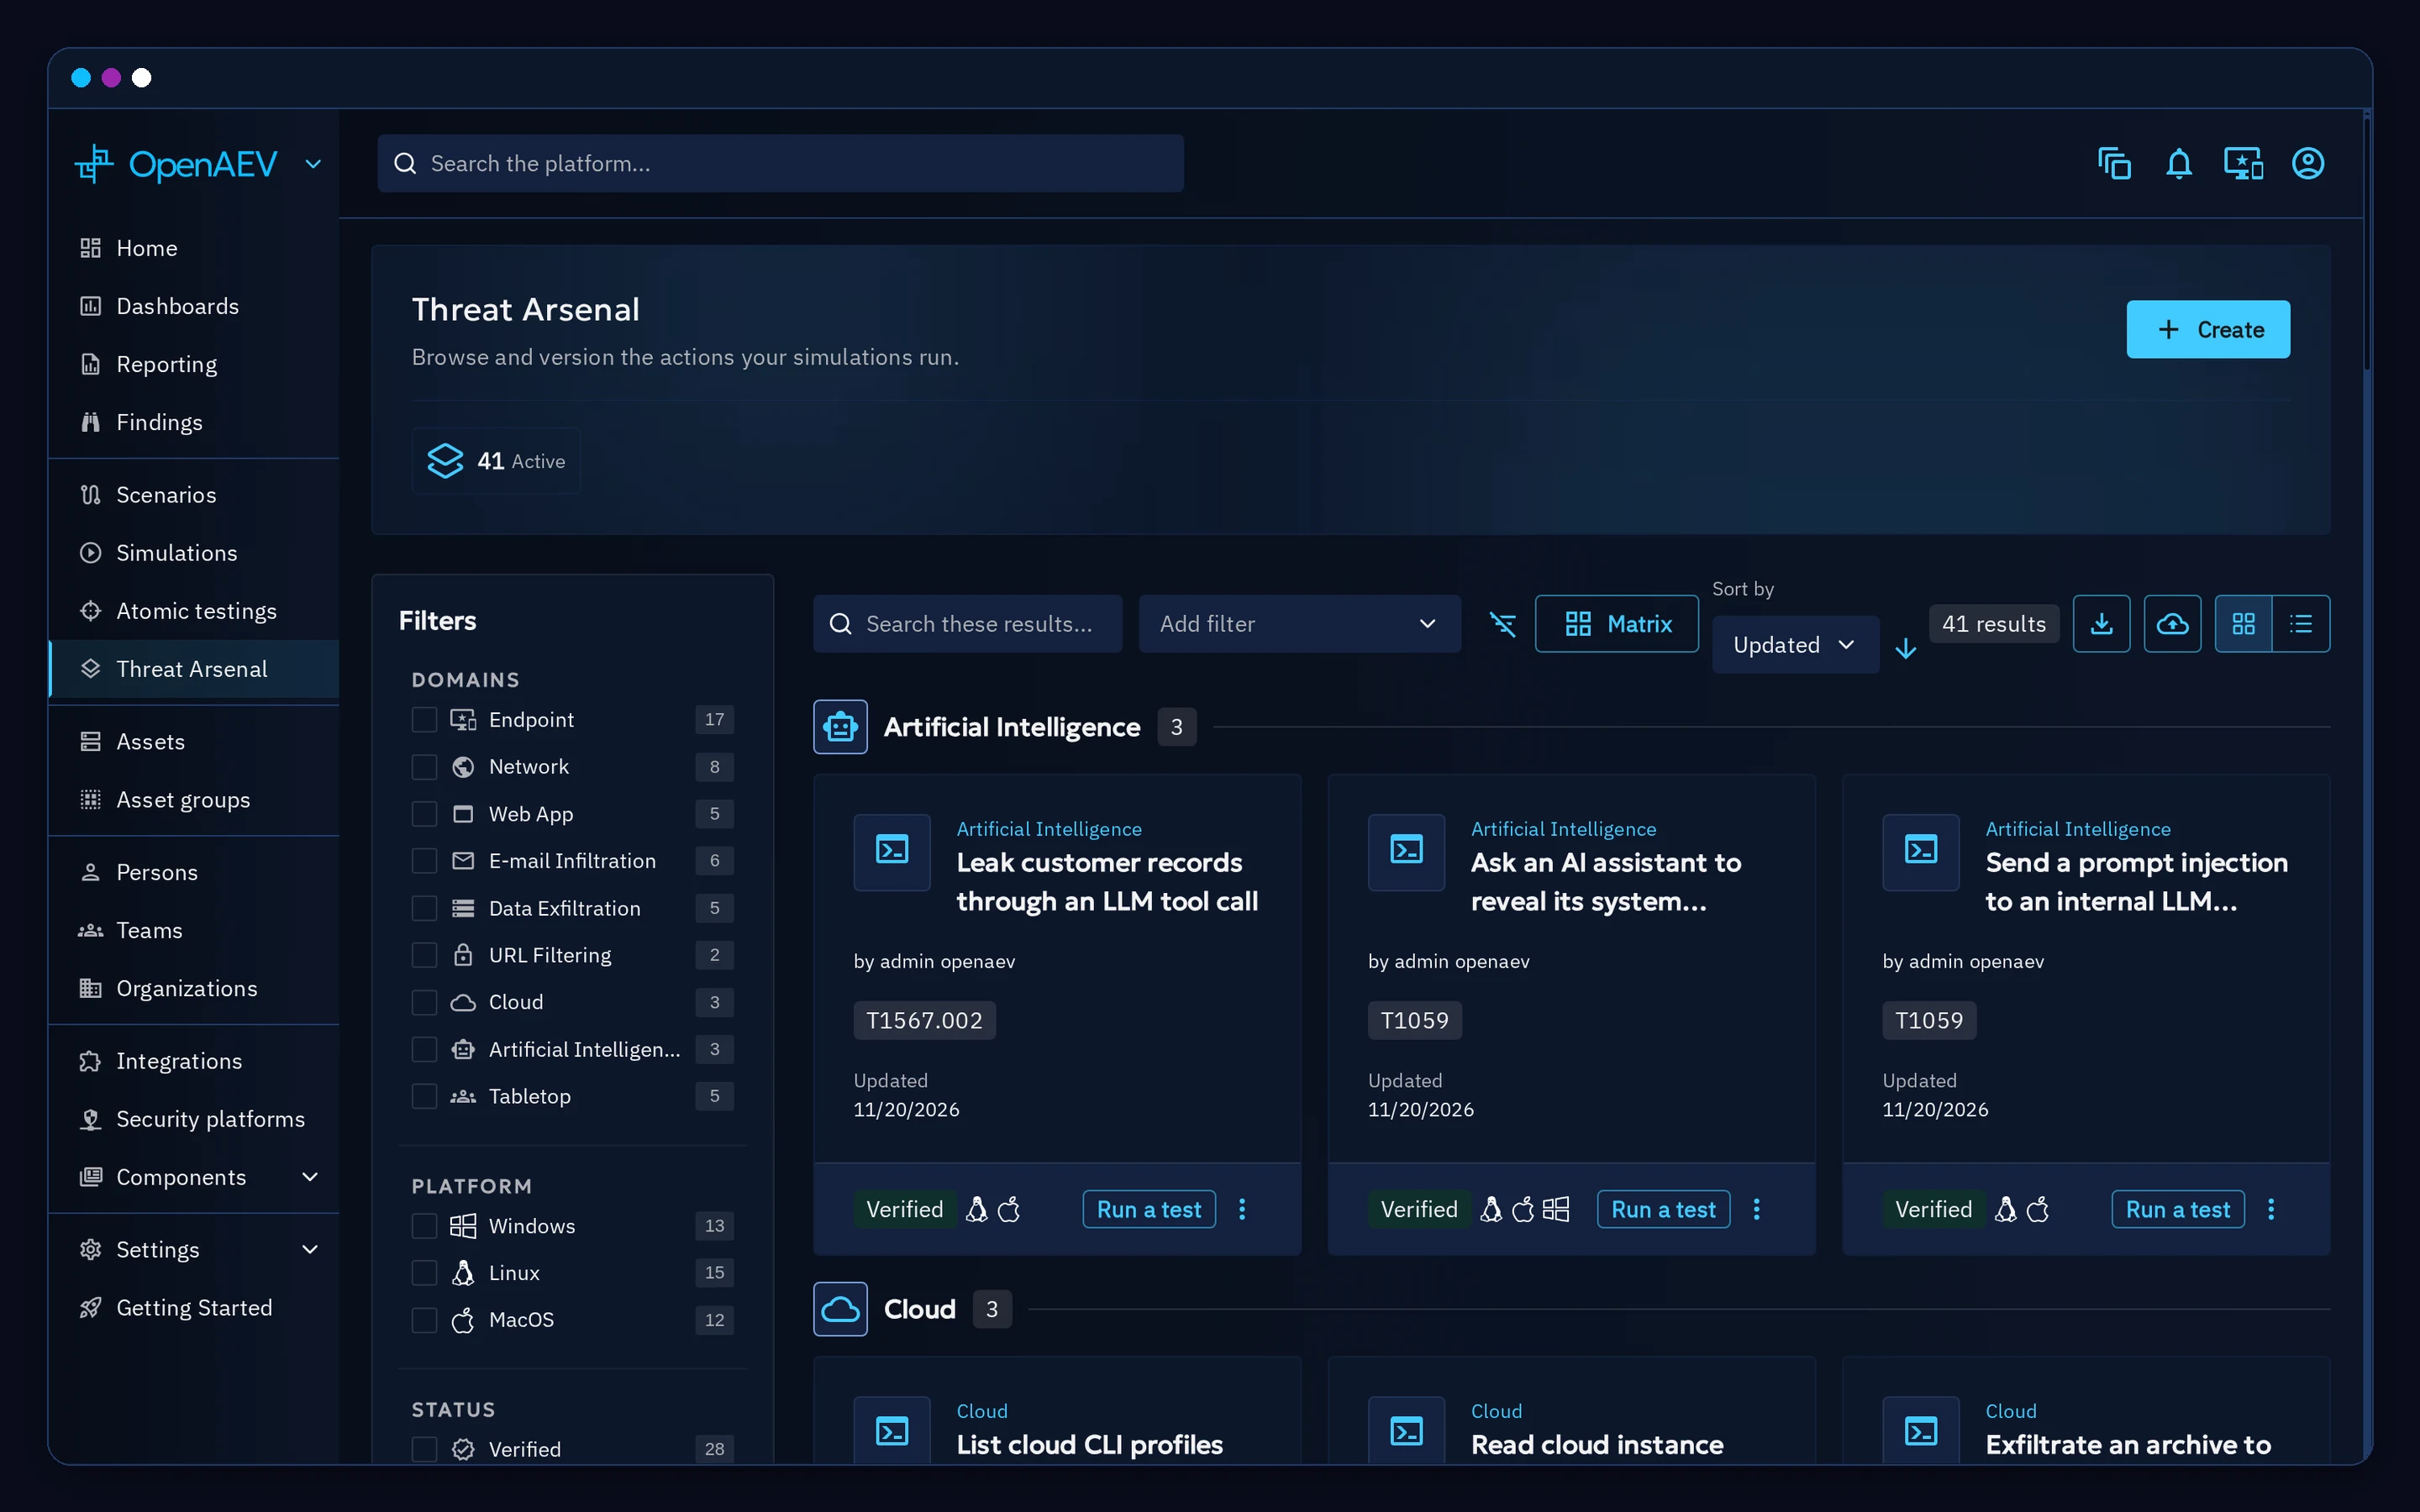 OpenAEV
Search the platform...
Home
Dashboards
Reporting
Findings
Scenarios
Simulations
Atomic testings
Threat Arsenal
Assets
Asset groups
Persons
Teams
Organizations
Integrations
Security platforms
Components
Settings
Getting Started
Threat Arsenal
Browse and version the actions your simulations run.
Create
41 Active
Filters
DOMAINS
Endpoint 17
Network 8
Web App 5
E-mail Infiltration 6
Data Exfiltration 5
URL Filtering 2
Cloud 3
Artificial Intelligen... 3
Tabletop 5
PLATFORM
Windows 13
Linux 15
MacOS 12
STATUS
Verified 28
Search these results...
Add filter
Matrix
Sort by
Updated
41 results
Artificial Intelligence 3
Artificial Intelligence
Leak customer records
through an LLM tool call
by admin openaev
T1567.002
Updated
11/20/2026
Verified
Run a test
Artificial Intelligence
Ask an AI assistant to
reveal its system...
by admin openaev
T1059
Updated
11/20/2026
Verified
Run a test
Artificial Intelligence
Send a prompt injection
to an internal LLM...
by admin openaev
T1059
Updated
11/20/2026
Verified
Run a test
Cloud 3
Cloud
List cloud CLI profiles
Cloud
Read cloud instance
Cloud
Exfiltrate an archive to